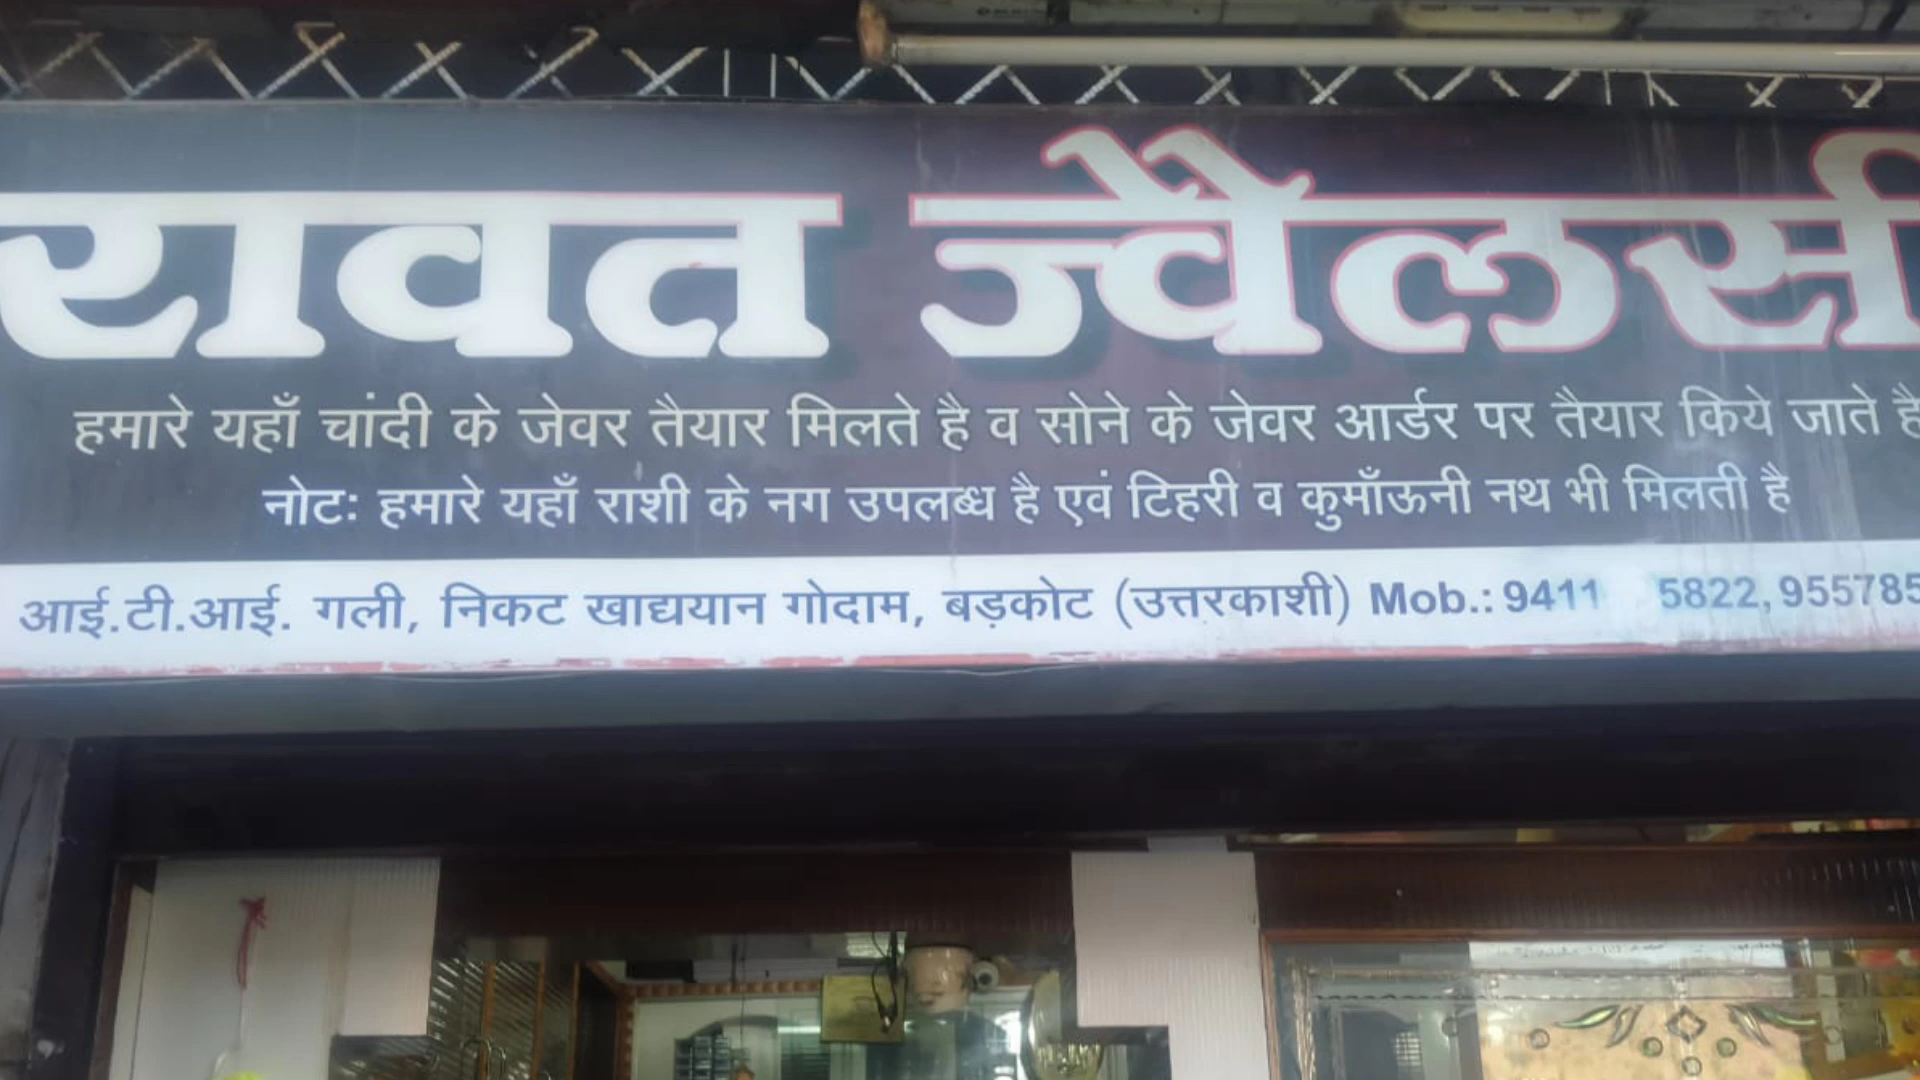 रावत ज्वैलर्स
हमारे यहाँ चांदी के जेवर तैयार मिलते है व सोने के जेवर आर्डर पर तैयार किये जाते है
नोटः हमारे यहाँ राशी के नग उपलब्ध है एवं टिहरी व कुमाँऊनी नथ भी मिलती है
आई.टी.आई. गली, निकट खाद्ययान गोदाम, बड़कोट (उत्तरकाशी) Mob.: 9411 5822, 955785